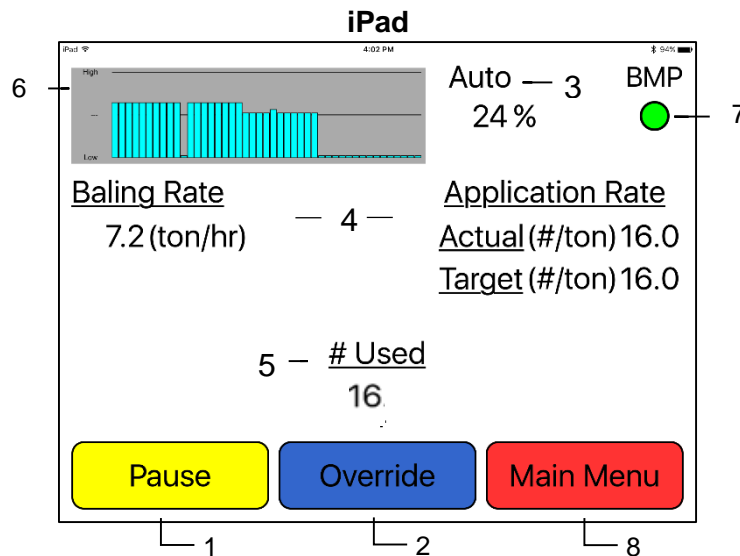 iPad
iPad 4:02 PM 94%
High
Low
6
Auto
3
BMP
24 %
7
Baling Rate
Application Rate
4
7.2 (ton/hr)
Actual (#/ton) 16.0
Target (#/ton) 16.0
5
# Used
16
Pause
Override
Main Menu
1
2
8